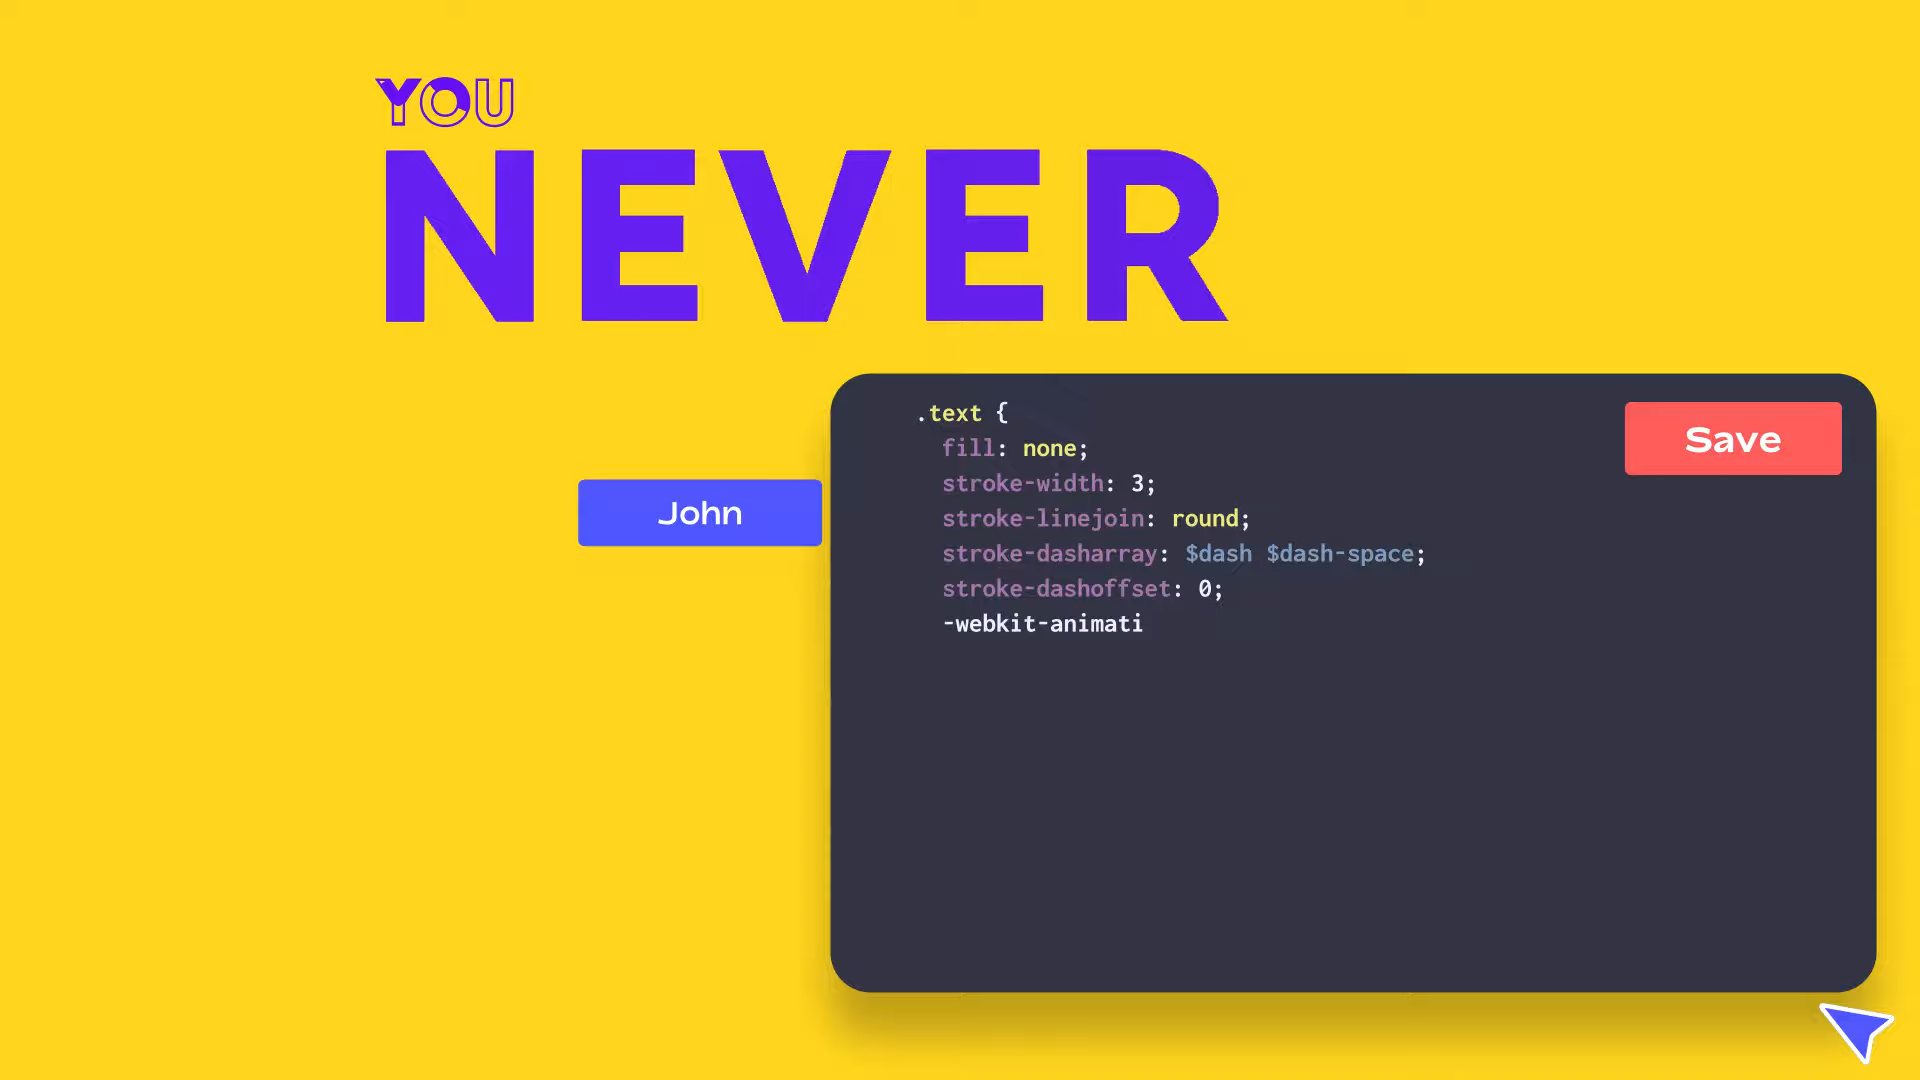 YOU
NEVER
.text {
fill: none;
Save
stroke-width: 3;
John
stroke-linejoin: round;
stroke-dasharray: $dash $dash-space;
stroke-dashoffset: 0;
-webkit-animati